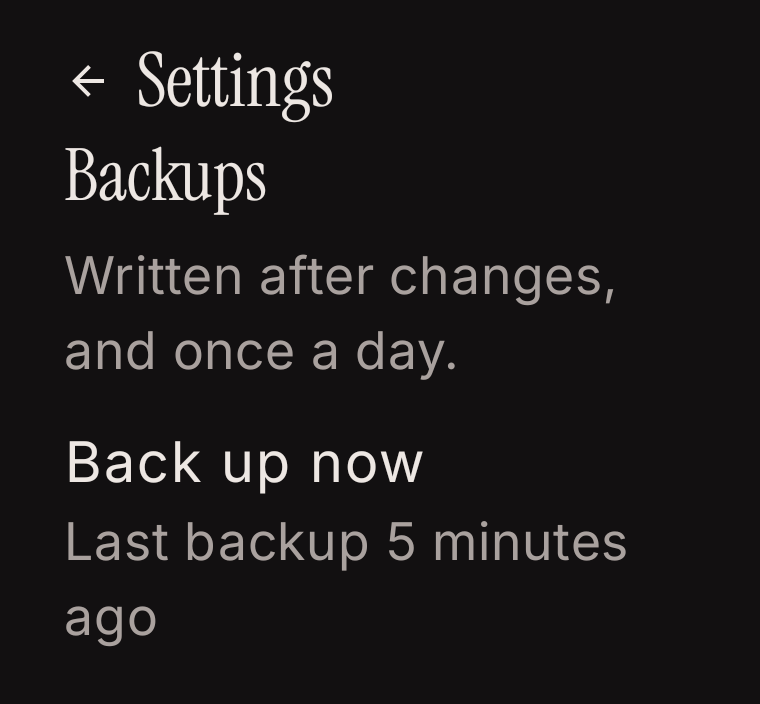 ← Settings
Backups
Written after changes,
and once a day.
Back up now
Last backup 5 minutes
ago